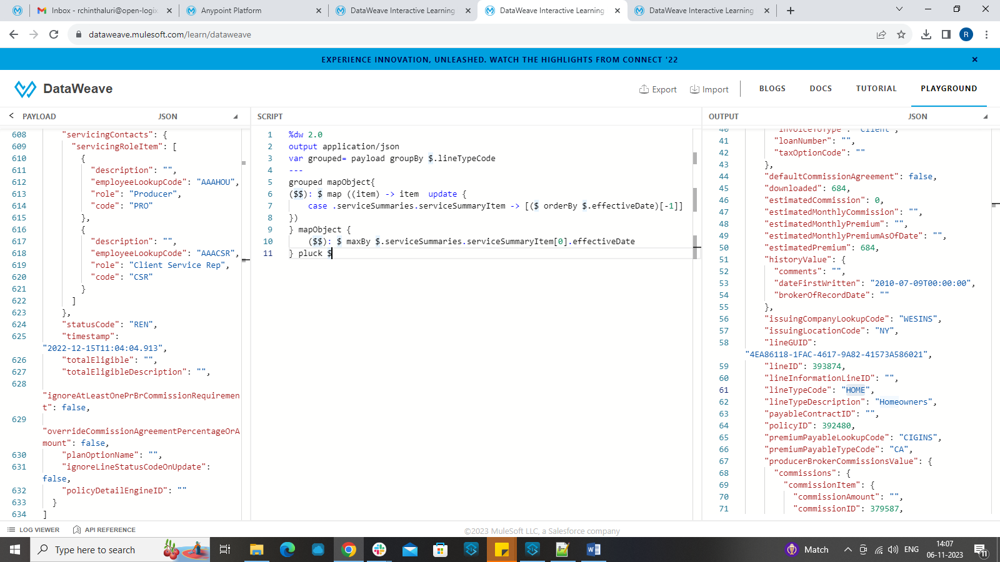 Inbox - rchinthaluri@open-logix
Anypoint Platform
DataWeave Interactive Learning
DataWeave Interactive Learning
DataWeave Interactive Learning
dataweave.mulesoft.com/learn/dataweave
R
EXPERIENCE INNOVATION, UNLEASHED. WATCH THE HIGHLIGHTS FROM CONNECT '22
DataWeave
Export
Import
BLOGS
DOCS
TUTORIAL
PLAYGROUND
PAYLOAD
JSON
608 "servicingContacts": {
609 "servicingRoleItem": [
610 {
611 "description": "",
612 "employeeLookupCode": "AAAHOU",
613 "role": "Producer",
614 "code": "PRO"
615 },
616 {
617 "description": "",
618 "employeeLookupCode": "AAACSR",
619 "role": "Client Service Rep",
620 "code": "CSR"
621 }
622 ]
623 },
624 "statusCode": "REN",
625 "timestamp":
"2022-12-15T11:04:04.913",
626 "totalEligible": "",
627 "totalEligibleDescription": "",
628
"ignoreAtLeastOnePrBrCommissionRequiremen
t": false,
629
"overrideCommissionAgreementPercentageOrA
mount": false,
630 "planOptionName": "",
631 "ignoreLineStatusCodeOnUpdate":
false,
632 "policyDetailEngineID": ""
633 }
634 ]
SCRIPT
1 %dw 2.0
2 output application/json
3 var grouped= payload groupBy $.lineTypeCode
4 ---
5 grouped mapObject{
6 ($$): $ map ((item) -> item  update {
7 case .serviceSummaries.serviceSummaryItem -> [($ orderBy $.effectiveDate)[-1]]
8 })
9 } mapObject {
10 ($$): $ maxBy $.serviceSummaries.serviceSummaryItem[0].effectiveDate
11 } pluck $
OUTPUT
JSON
40 "invoiceToType": "Client",
41 "loanNumber": "",
42 "taxOptionCode": ""
43 },
44 "defaultCommissionAgreement": false,
45 "downloaded": 684,
46 "estimatedCommission": 0,
47 "estimatedMonthlyCommission": "",
48 "estimatedMonthlyPremium": "",
49 "estimatedMonthlyPremiumAsOfDate": "",
50 "estimatedPremium": 684,
51 "historyValue": {
52 "comments": "",
53 "dateFirstWritten": "2010-07-09T00:00:00",
54 "brokerOfRecordDate": ""
55 },
56 "issuingCompanyLookupCode": "WESINS",
57 "issuingLocationCode": "NY",
58 "lineGUID":
"4EA86118-1FAC-4617-9A82-41573A586021",
59 "lineID": 393874,
60 "lineInformationLineID": "",
61 "lineTypeCode": "HOME",
62 "lineTypeDescription": "Homeowners",
63 "payableContractID": "",
64 "policyID": 392480,
65 "premiumPayableLookupCode": "CIGINS",
66 "premiumPayableTypeCode": "CA",
67 "producerBrokerCommissionsValue": {
68 "commissions": {
69 "commissionItem": {
70 "commissionAmount": "",
71 "commissionID": 379587,
LOG VIEWER
API REFERENCE
©2023 MuleSoft LLC, a Salesforce company
Type here to search
Match
ENG
14:07
06-11-2023
11